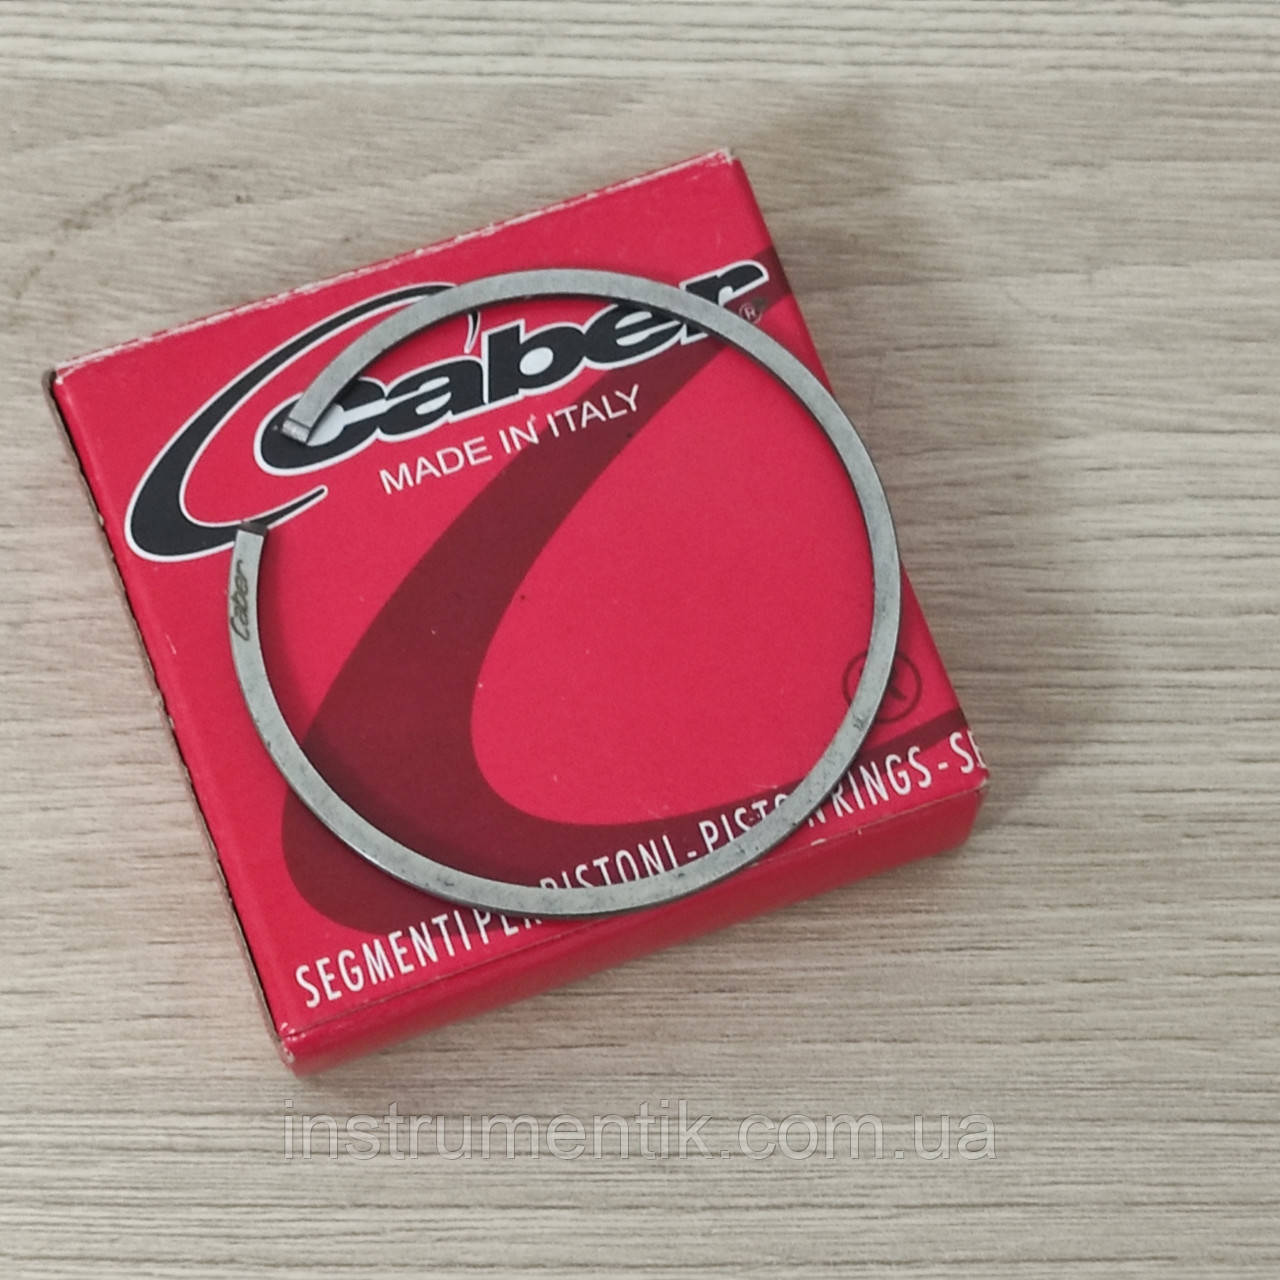 Caber®
MADE IN ITALY
Caber
SEGMENTI PER PISTONI - PISTON RINGS - SE
instrumentik.com.ua